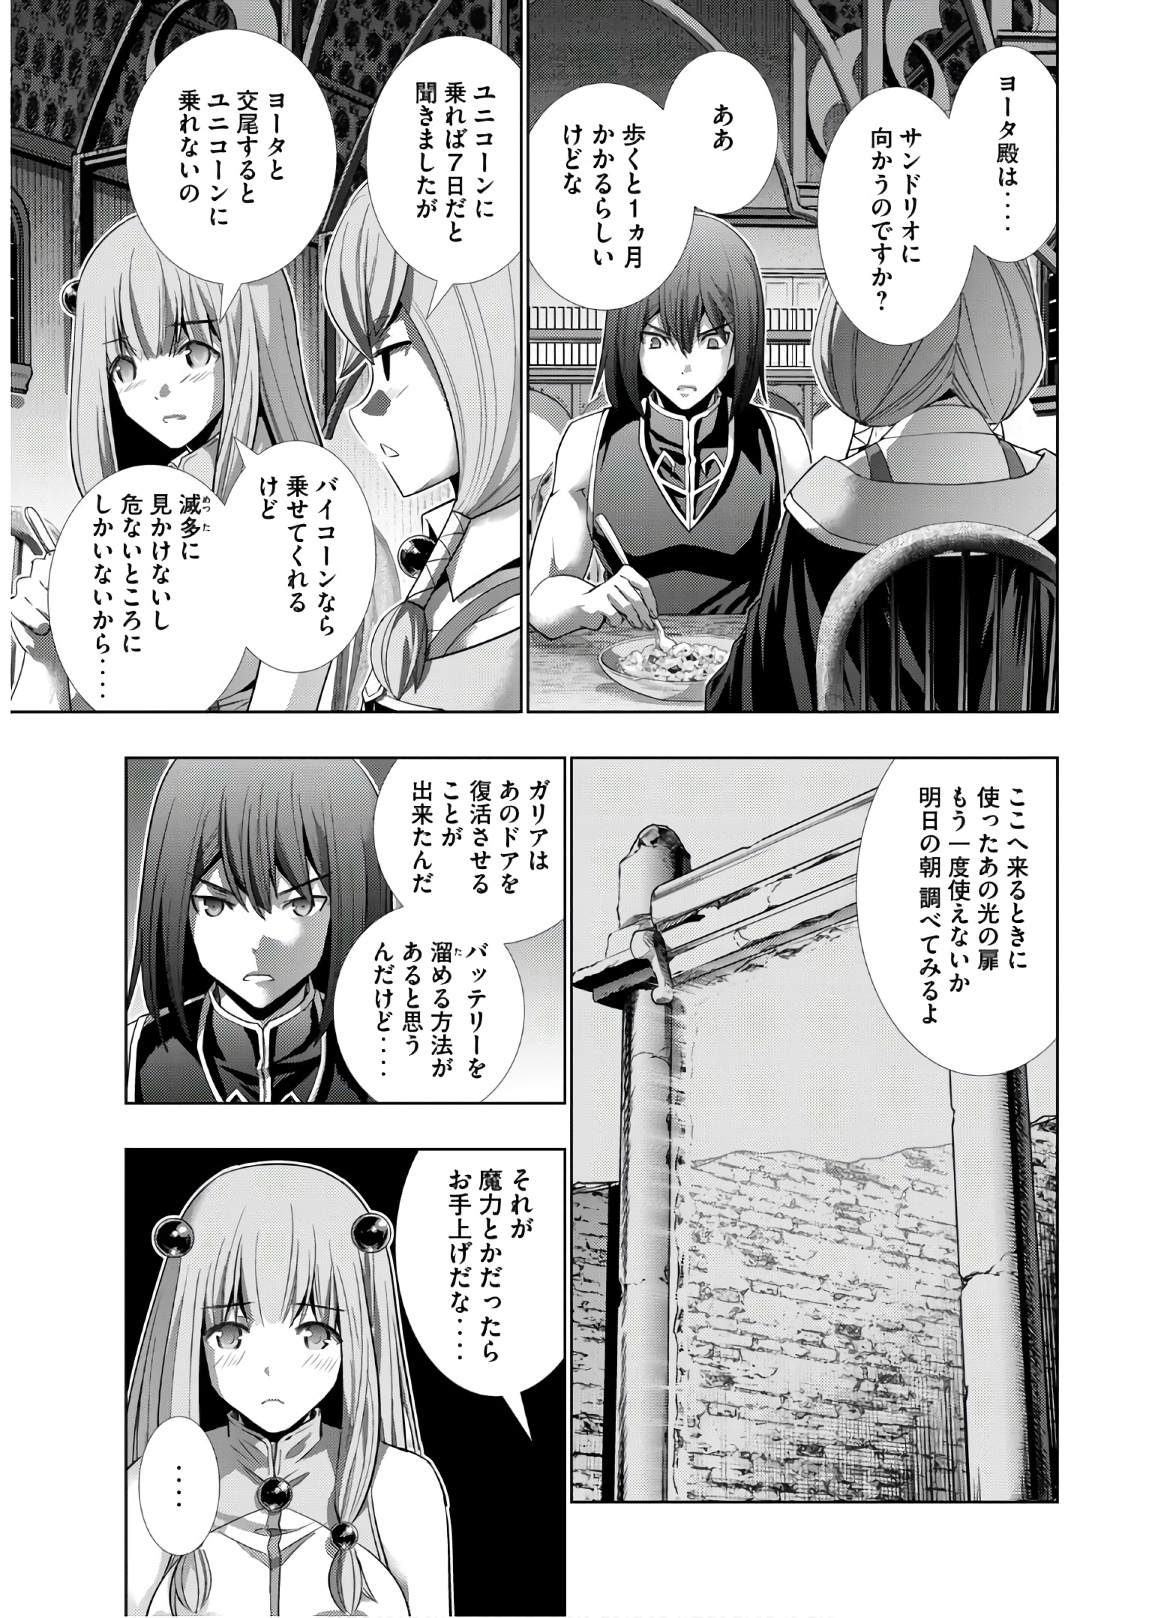 ヨータ殿は‥‥
サンドリオに
向かうのですか？
ああ
歩くと１ヵ月
かかるらしい
けどな
ユニコーンに
乗れば７日だと
聞きましたが
ヨータと
交尾すると
ユニコーンに
乗れないの
バイコーンなら
乗せてくれる
けど
滅多に
めった
見かけないし
危ないところに
しかいないから‥‥
ここへ来るときに
使ったあの光の扉
もう一度使えないか
明日の朝 調べてみるよ
ガリアは
あのドアを
復活させる
ことが
出来たんだ
バッテリーを
溜める方法が
た
あると思う
んだけど‥‥
それが
魔力とかだったら
お手上げだな‥‥
‥‥